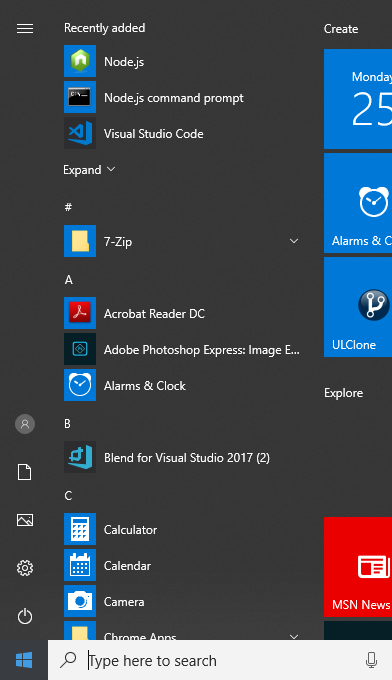 Recently added
Node.js
Node.js command prompt
Visual Studio Code
Expand
#
7-Zip
A
Acrobat Reader DC
Adobe Photoshop Express: Image E...
Alarms & Clock
B
Blend for Visual Studio 2017 (2)
C
Calculator
Calendar
Camera
Chrome Apps
Type here to search
Create
Monday
25
Alarms & C
ULClone
Explore
MSN News